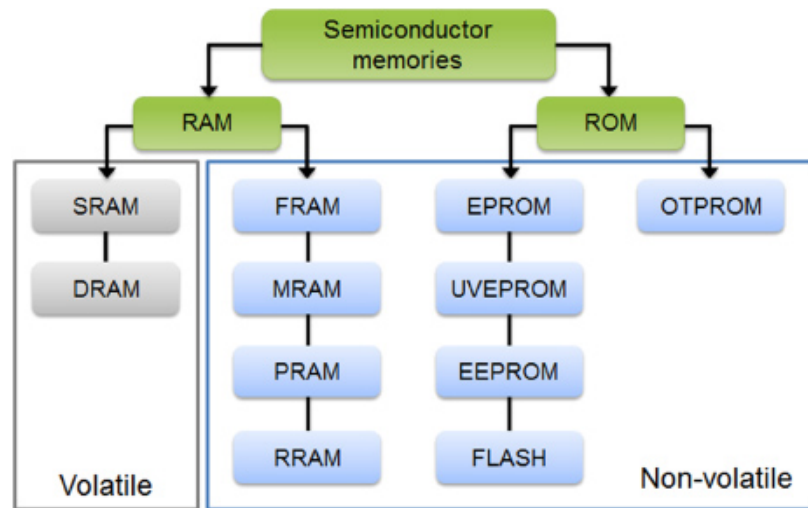 Semiconductor
memories
RAM
ROM
SRAM
FRAM
EPROM
OTPROM
DRAM
MRAM
UVEPROM
PRAM
EEPROM
RRAM
FLASH
Volatile
Non-volatile